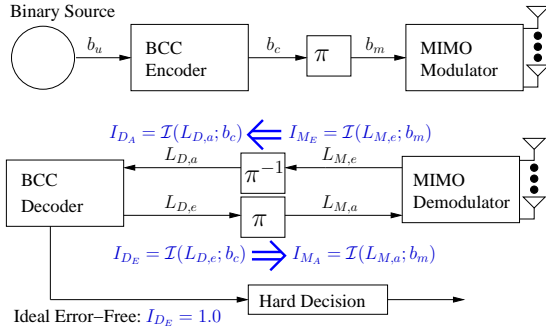 Binary Source
b_u
BCC
Encoder
b_c
π
b_m
MIMO
Modulator
I_{D_A} = I(L_{D,a}; b_c)
I_{M_E} = I(L_{M,e}; b_m)
BCC
Decoder
L_{D,a}
π^{-1}
L_{M,e}
L_{D,e}
π
L_{M,a}
MIMO
Demodulator
I_{D_E} = I(L_{D,e}; b_c)
I_{M_A} = I(L_{M,a}; b_m)
Hard Decision
Ideal Error–Free: I_{D_E} = 1.0